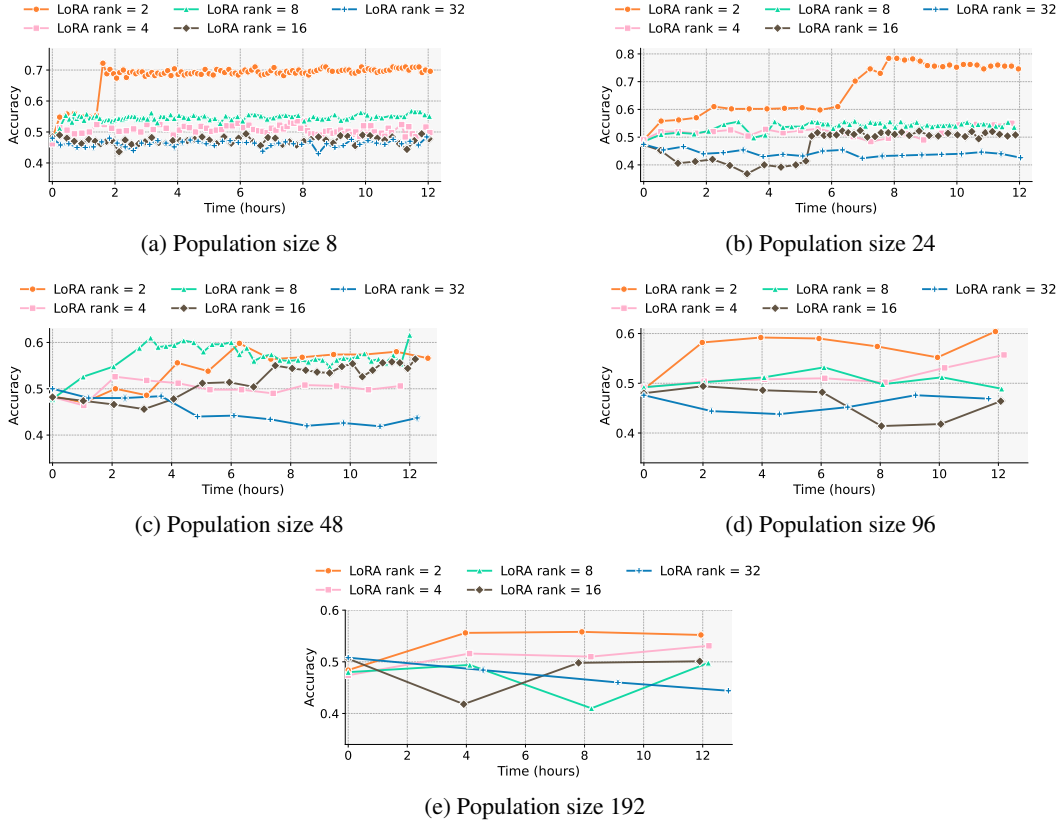 LoRA rank = 2 LoRA rank = 8 LoRA rank = 32
LoRA rank = 4 LoRA rank = 16
Accuracy
0.7
0.6
0.5
0.4
0 2 4 6 8 10 12
Time (hours)
(a) Population size 8
LoRA rank = 2 LoRA rank = 8 LoRA rank = 32
LoRA rank = 4 LoRA rank = 16
Accuracy
0.8
0.7
0.6
0.5
0.4
0 2 4 6 8 10 12
Time (hours)
(b) Population size 24
LoRA rank = 2 LoRA rank = 8 LoRA rank = 32
LoRA rank = 4 LoRA rank = 16
Accuracy
0.6
0.5
0.4
0 2 4 6 8 10 12
Time (hours)
(c) Population size 48
LoRA rank = 2 LoRA rank = 8 LoRA rank = 32
LoRA rank = 4 LoRA rank = 16
Accuracy
0.6
0.5
0.4
0 2 4 6 8 10 12
Time (hours)
(d) Population size 96
LoRA rank = 2 LoRA rank = 8 LoRA rank = 32
LoRA rank = 4 LoRA rank = 16
Accuracy
0.6
0.5
0.4
0 2 4 6 8 10 12
Time (hours)
(e) Population size 192